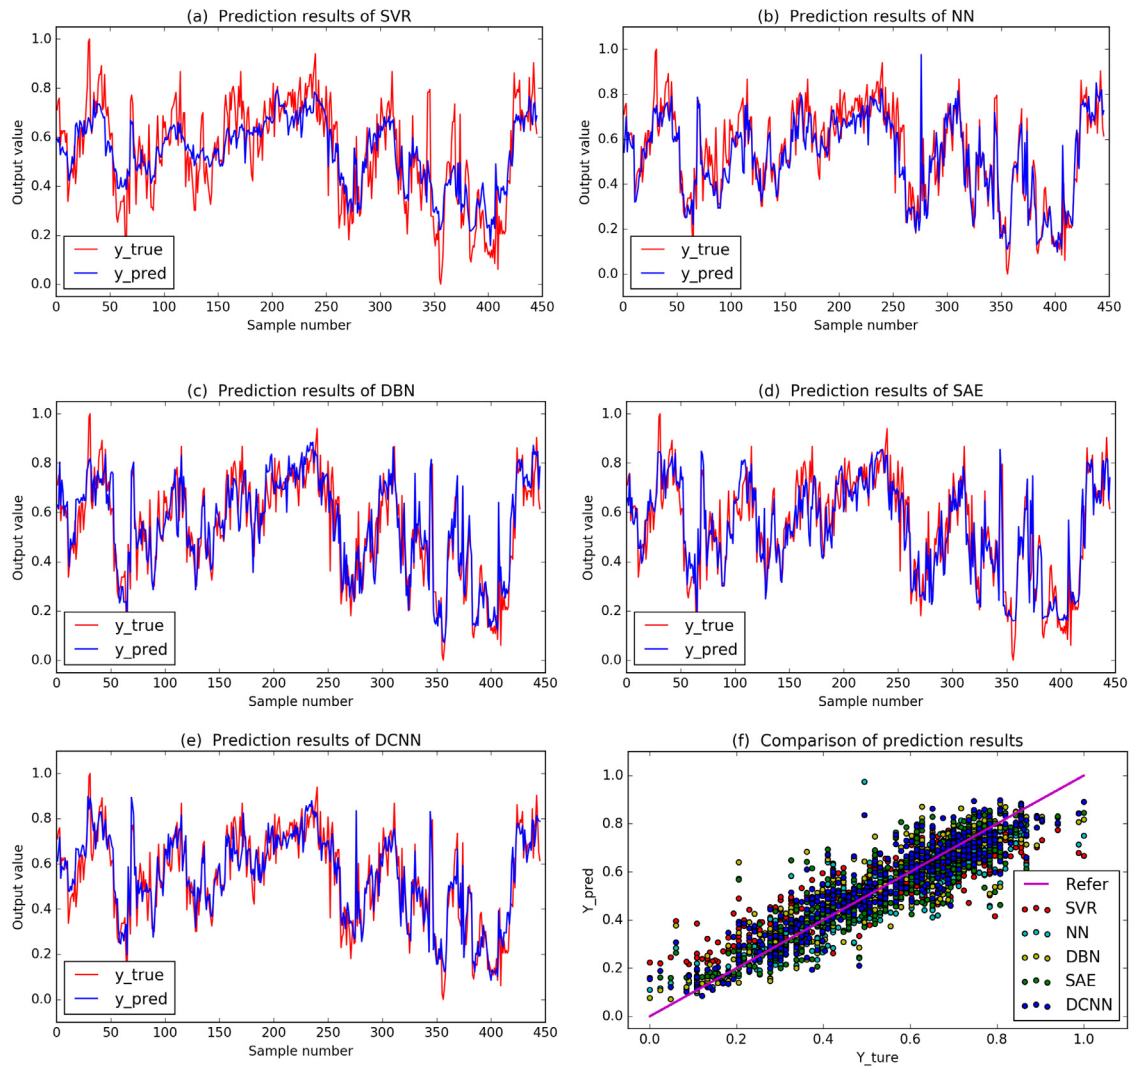 (a) Prediction results of SVR
1.0
0.8
0.6
0.4
0.2
0.0
Output value
y_true
y_pred
0 50 100 150 200 250 300 350 400 450
Sample number
(b) Prediction results of NN
1.0
0.8
0.6
0.4
0.2
0.0
Output value
y_true
y_pred
0 50 100 150 200 250 300 350 400 450
Sample number
(c) Prediction results of DBN
1.0
0.8
0.6
0.4
0.2
0.0
Output value
y_true
y_pred
0 50 100 150 200 250 300 350 400 450
Sample number
(d) Prediction results of SAE
1.0
0.8
0.6
0.4
0.2
0.0
Output value
y_true
y_pred
0 50 100 150 200 250 300 350 400 450
Sample number
(e) Prediction results of DCNN
1.0
0.8
0.6
0.4
0.2
0.0
Output value
y_true
y_pred
0 50 100 150 200 250 300 350 400 450
Sample number
(f) Comparison of prediction results
1.0
0.8
0.6
0.4
0.2
0.0
Y_pred
Refer
SVR
NN
DBN
SAE
DCNN
0.0 0.2 0.4 0.6 0.8 1.0
Y_ture